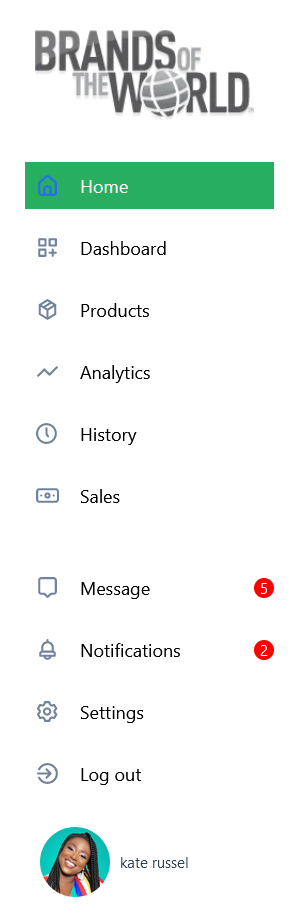 BRANDS OF
THE WORLD
Home
Dashboard
Products
Analytics
History
Sales
Message 5
Notifications 2
Settings
Log out
kate russel